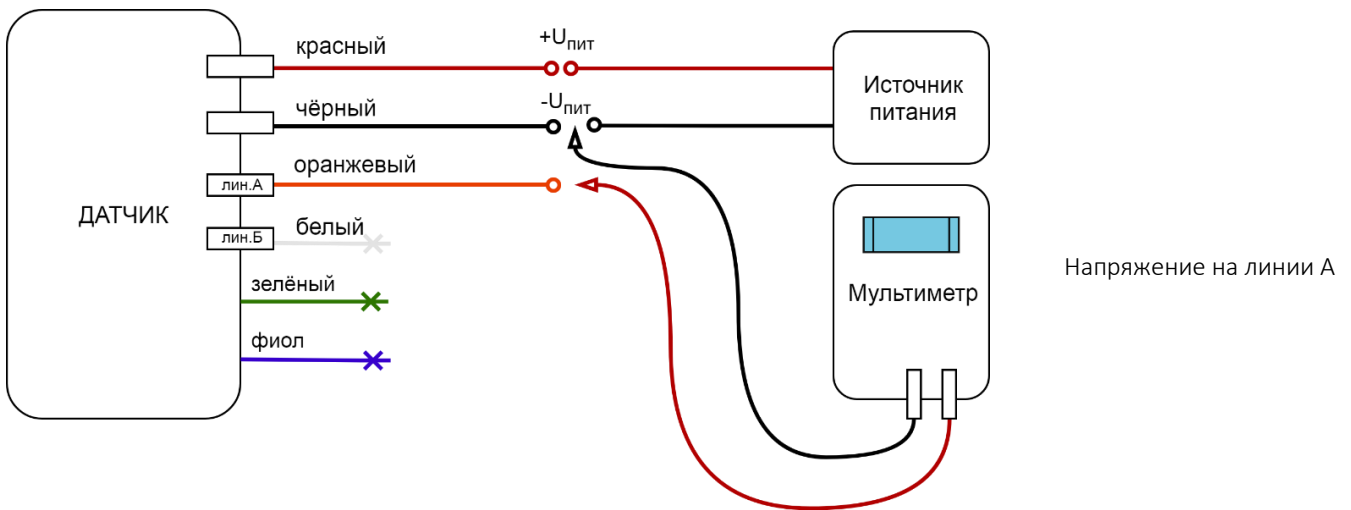 красный
+Uпит
Источник
питания
чёрный
-Uпит
оранжевый
лин.А
ДАТЧИК
белый
лин.Б
зелёный
фиол
Мультиметр
Напряжение на линии А